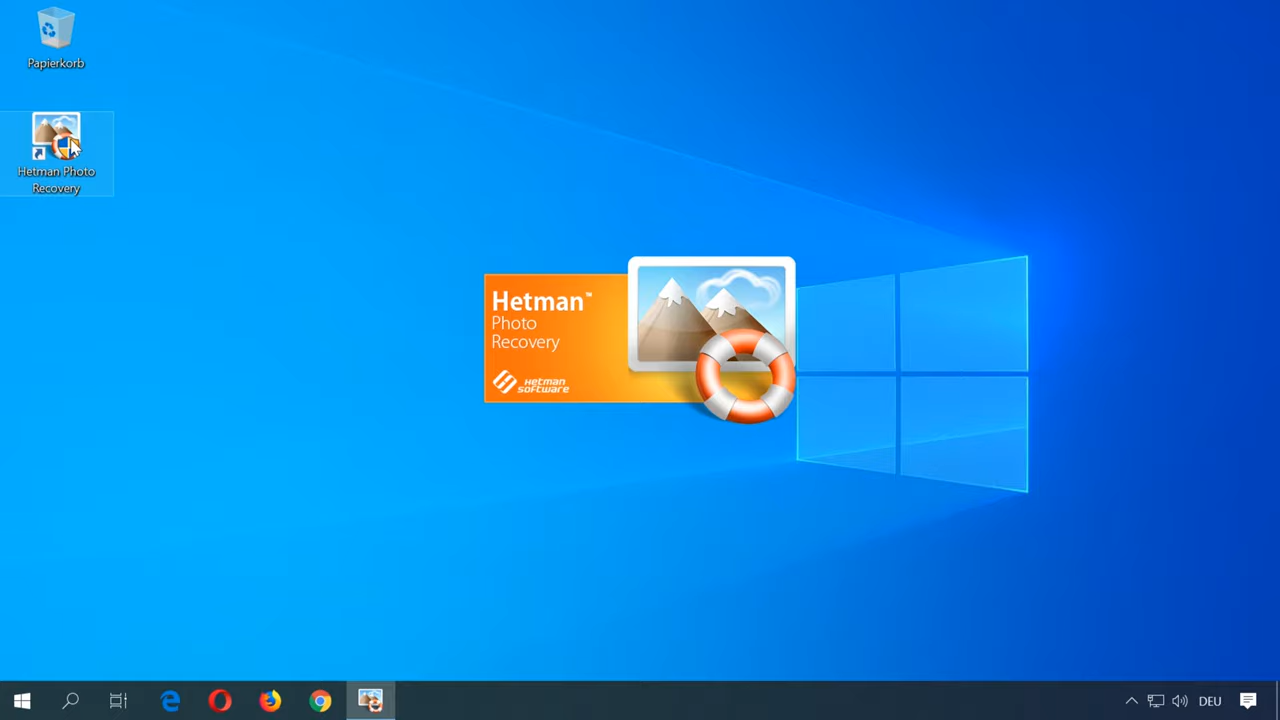 Papierkorb
Hetman Photo
Recovery
Hetman™
Photo
Recovery
HETMAN
SOFTWARE
DEU